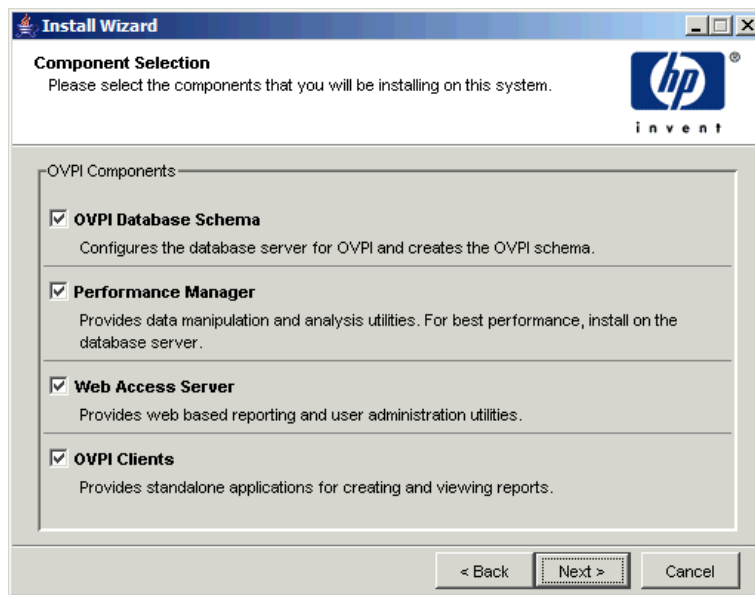 Install Wizard
Component Selection
Please select the components that you will be installing on this system.
hp
®
invent
OVPI Components
OVPI Database Schema
Configures the database server for OVPI and creates the OVPI schema.
Performance Manager
Provides data manipulation and analysis utilities. For best performance, install on the
database server.
Web Access Server
Provides web based reporting and user administration utilities.
OVPI Clients
Provides standalone applications for creating and viewing reports.
< Back
Next >
Cancel